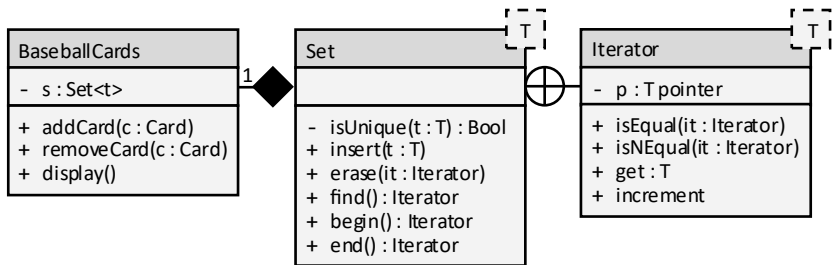 BaseballCards
- s : Set<t>
+ addCard(c : Card)
+ removeCard(c : Card)
+ display()
1
T
Set
- isUnique(t : T) : Bool
+ insert(t : T)
+ erase(it : Iterator)
+ find() : Iterator
+ begin() : Iterator
+ end() : Iterator
T
Iterator
- p : T pointer
+ isEqual(it : Iterator)
+ isNEqual(it : Iterator)
+ get : T
+ increment